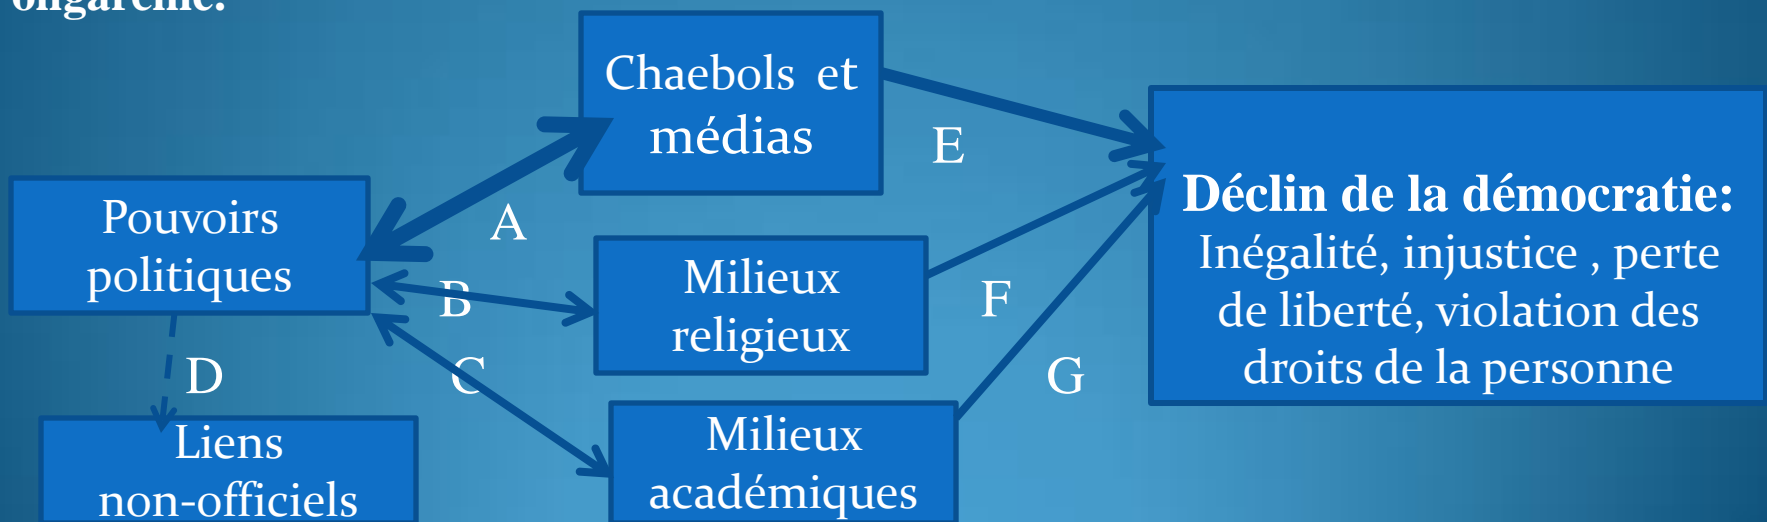 Chaebols et
médias
E
Pouvoirs
politiques
A
Déclin de la démocratie:
Inégalité, injustice , perte
de liberté, violation des
droits de la personne
B
Milieux
religieux
F
D
C
G
Liens
non-officiels
Milieux
académiques